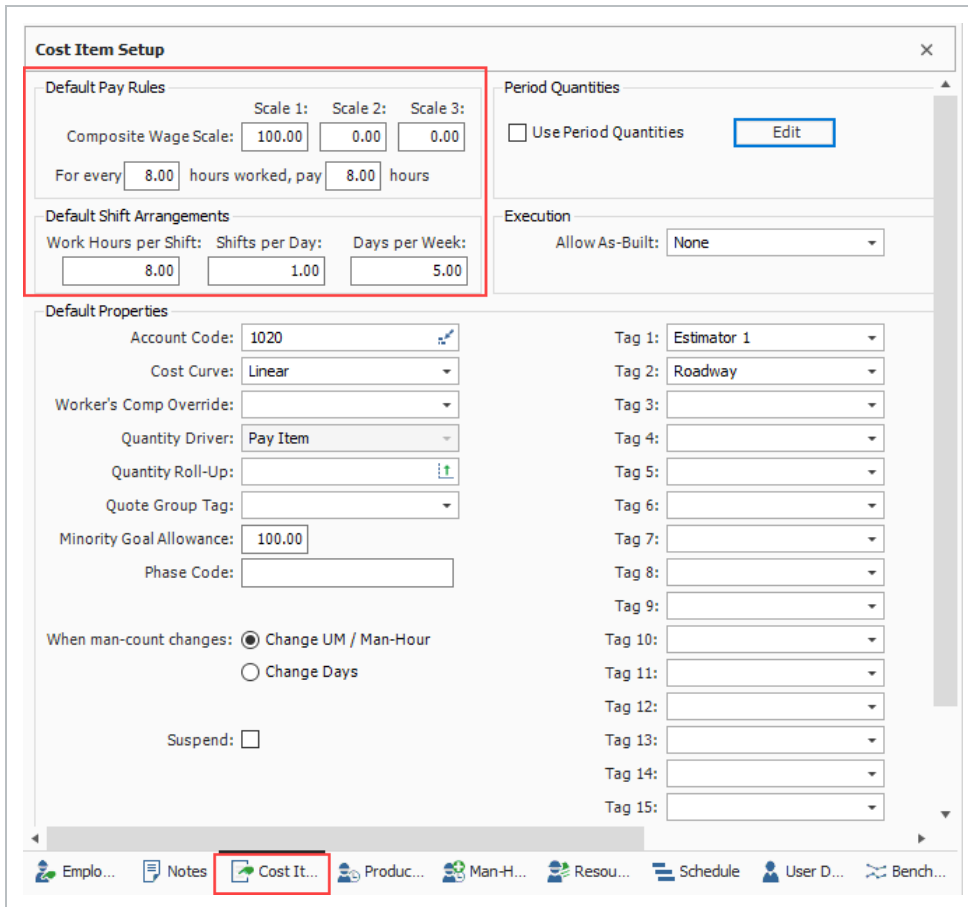 Cost Item Setup
Default Pay Rules
Scale 1: Scale 2: Scale 3:
Composite Wage Scale: 100.00 0.00 0.00
For every 8.00 hours worked, pay 8.00 hours
Period Quantities
Use Period Quantities Edit
Default Shift Arrangements
Work Hours per Shift: Shifts per Day: Days per Week:
8.00 1.00 5.00
Execution
Allow As-Built: None
Default Properties
Account Code: 1020
Cost Curve: Linear
Worker's Comp Override:
Quantity Driver: Pay Item
Quantity Roll-Up:
Quote Group Tag:
Minority Goal Allowance: 100.00
Phase Code:
When man-count changes: Change UM / Man-Hour
Change Days
Suspend:
Tag 1: Estimator 1
Tag 2: Roadway
Tag 3:
Tag 4:
Tag 5:
Tag 6:
Tag 7:
Tag 8:
Tag 9:
Tag 10:
Tag 11:
Tag 12:
Tag 13:
Tag 14:
Tag 15:
Emplo... Notes Cost It... Produc... Man-H... Resou... Schedule User D... Bench...